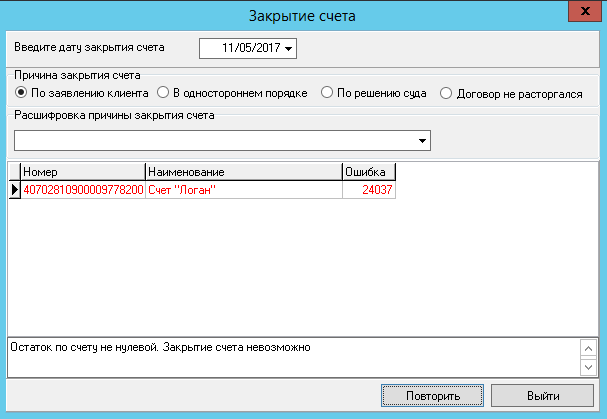 Закрытие счета
x
Введите дату закрытия счета 11/05/2017
Причина закрытия счета
По заявлению клиента В одностороннем порядке По решению суда Договор не расторгался
Расшифровка причины закрытия счета
Номер Наименование Ошибка
40702810900009778200 Счет "Логан" 24037
Остаток по счету не нулевой. Закрытие счета невозможно
Повторить Выйти